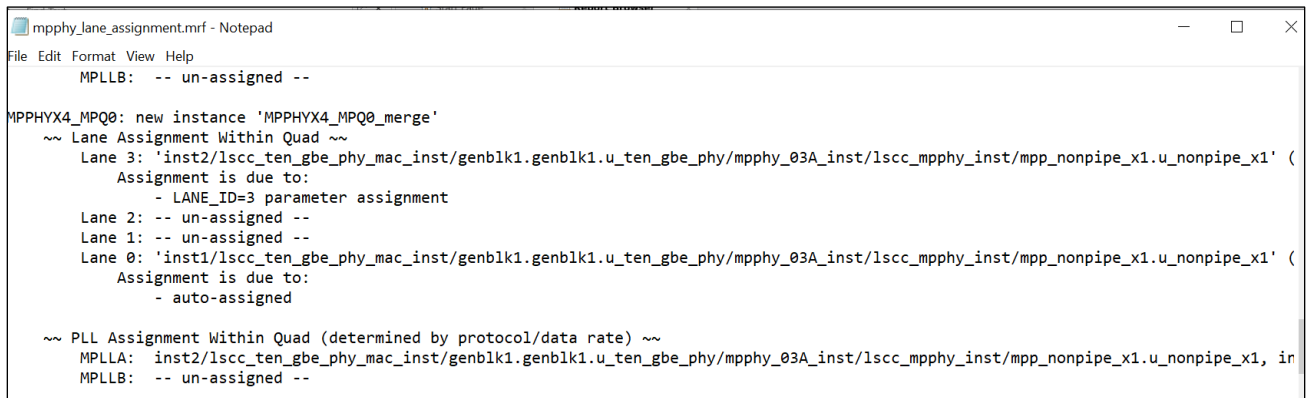 mpphy_lane_assignment.mrf - Notepad
File Edit Format View Help
MPLLB: -- un-assigned --
MPPHYX4_MPQ0: new instance 'MPPHYX4_MPQ0_merge'
~~ Lane Assignment Within Quad ~~
Lane 3: 'inst2/lscc_ten_gbe_phy_mac_inst/genblk1.genblk1.u_ten_gbe_phy/mpphy_03A_inst/lscc_mpphy_inst/mpp_nonpipe_x1.u_nonpipe_x1' (
Assignment is due to:
- LANE_ID=3 parameter assignment
Lane 2: -- un-assigned --
Lane 1: -- un-assigned --
Lane 0: 'inst1/lscc_ten_gbe_phy_mac_inst/genblk1.genblk1.u_ten_gbe_phy/mpphy_03A_inst/lscc_mpphy_inst/mpp_nonpipe_x1.u_nonpipe_x1' (
Assignment is due to:
- auto-assigned
~~ PLL Assignment Within Quad (determined by protocol/data rate) ~~
MPLLA: inst2/lscc_ten_gbe_phy_mac_inst/genblk1.genblk1.u_ten_gbe_phy/mpphy_03A_inst/lscc_mpphy_inst/mpp_nonpipe_x1.u_nonpipe_x1, in
MPLLB: -- un-assigned --